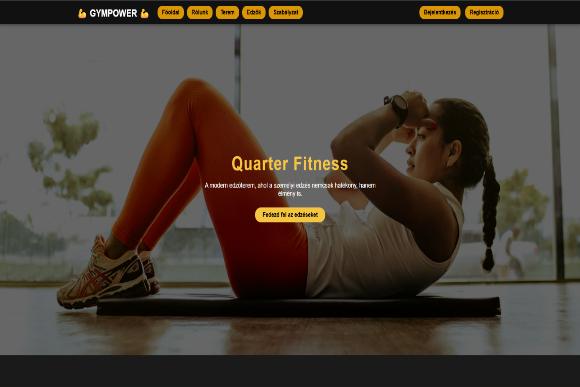 💪 GYMPOWER 💪 Főoldal Rólunk Terem Edzők Szabályzat Bejelentkezés Regisztráció
Quarter Fitness
A modern edzőterem, ahol a személyi edzés nemcsak hatékony, hanem
élmény is.
Fedezd fel az edzéseket